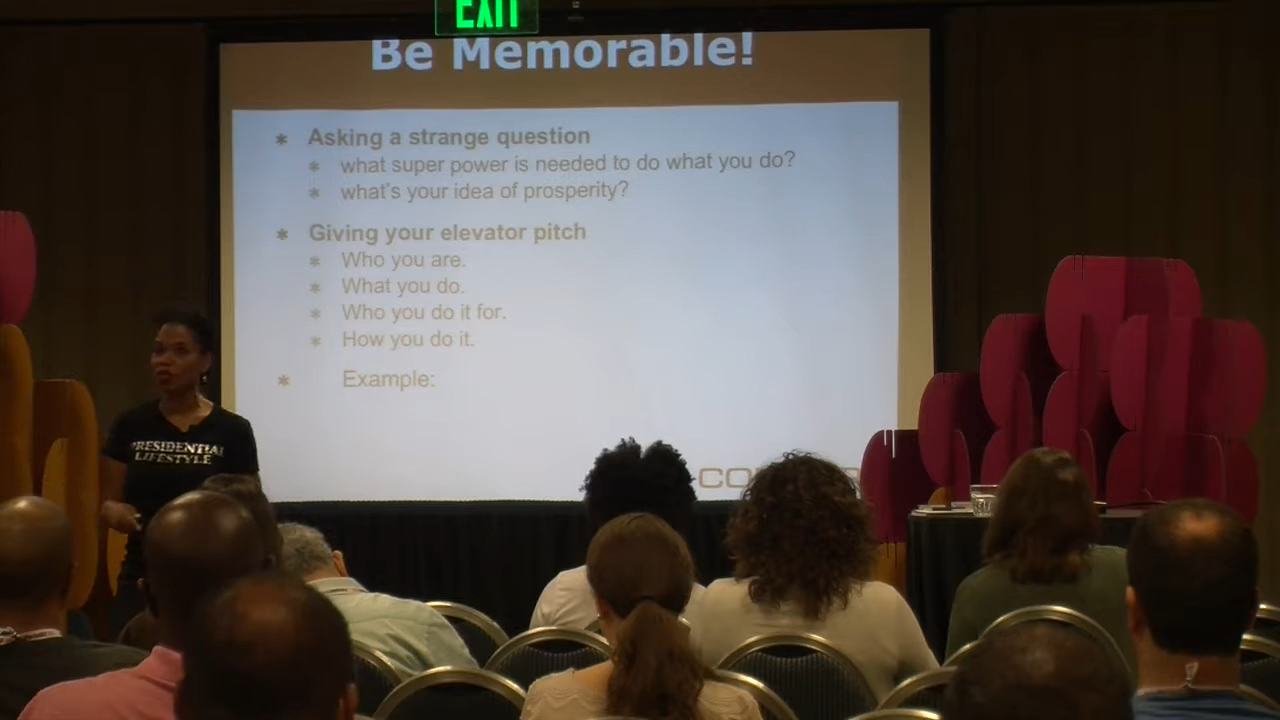 EXIT
Be Memorable!
* Asking a strange question
* what super power is needed to do what you do?
* what's your idea of prosperity?
* Giving your elevator pitch
* Who you are.
* What you do.
* Who you do it for.
* How you do it.
* Example:
PRESIDENTIAL
LIFESTYLE